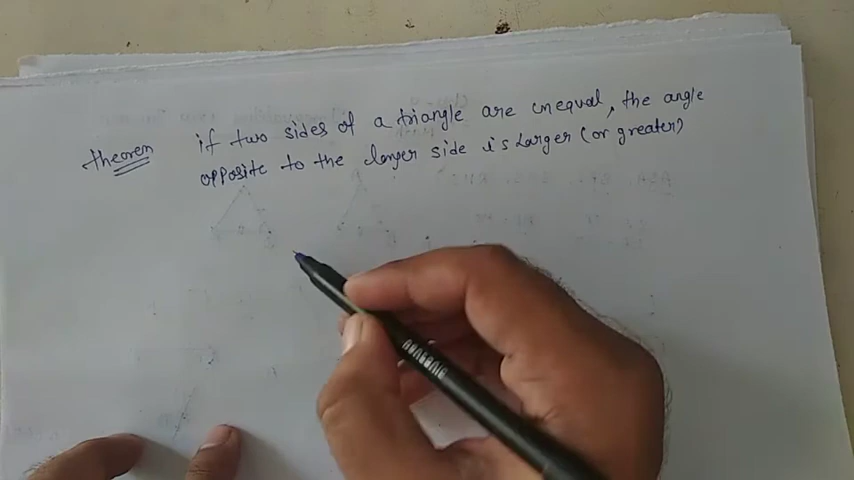 theorem if two sides of a triangle are unequal, the angle
opposite to the longer side is Larger (or greater)